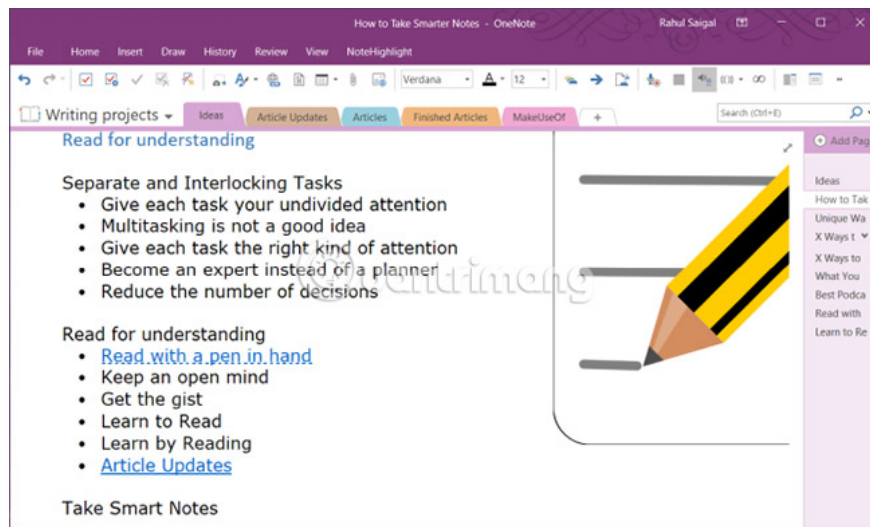 How to Take Smarter Notes - OneNote
Rahul Saigal
File Home Insert Draw History Review View NoteHighlight
Verdana 12
Writing projects Ideas Article Updates Articles Finished Articles MakeUseOf + Search (Ctrl+E)
Read for understanding
Add Pag
Separate and Interlocking Tasks
• Give each task your undivided attention
• Multitasking is not a good idea
• Give each task the right kind of attention
• Become an expert instead of a planner
• Reduce the number of decisions
Read for understanding
• Read with a pen in hand
• Keep an open mind
• Get the gist
• Learn to Read
• Learn by Reading
• Article Updates
Take Smart Notes
Ideas
How to Tak
Unique Wa
X Ways t
X Ways to
What You
Best Podca
Read with
Learn to Re
uantrimang